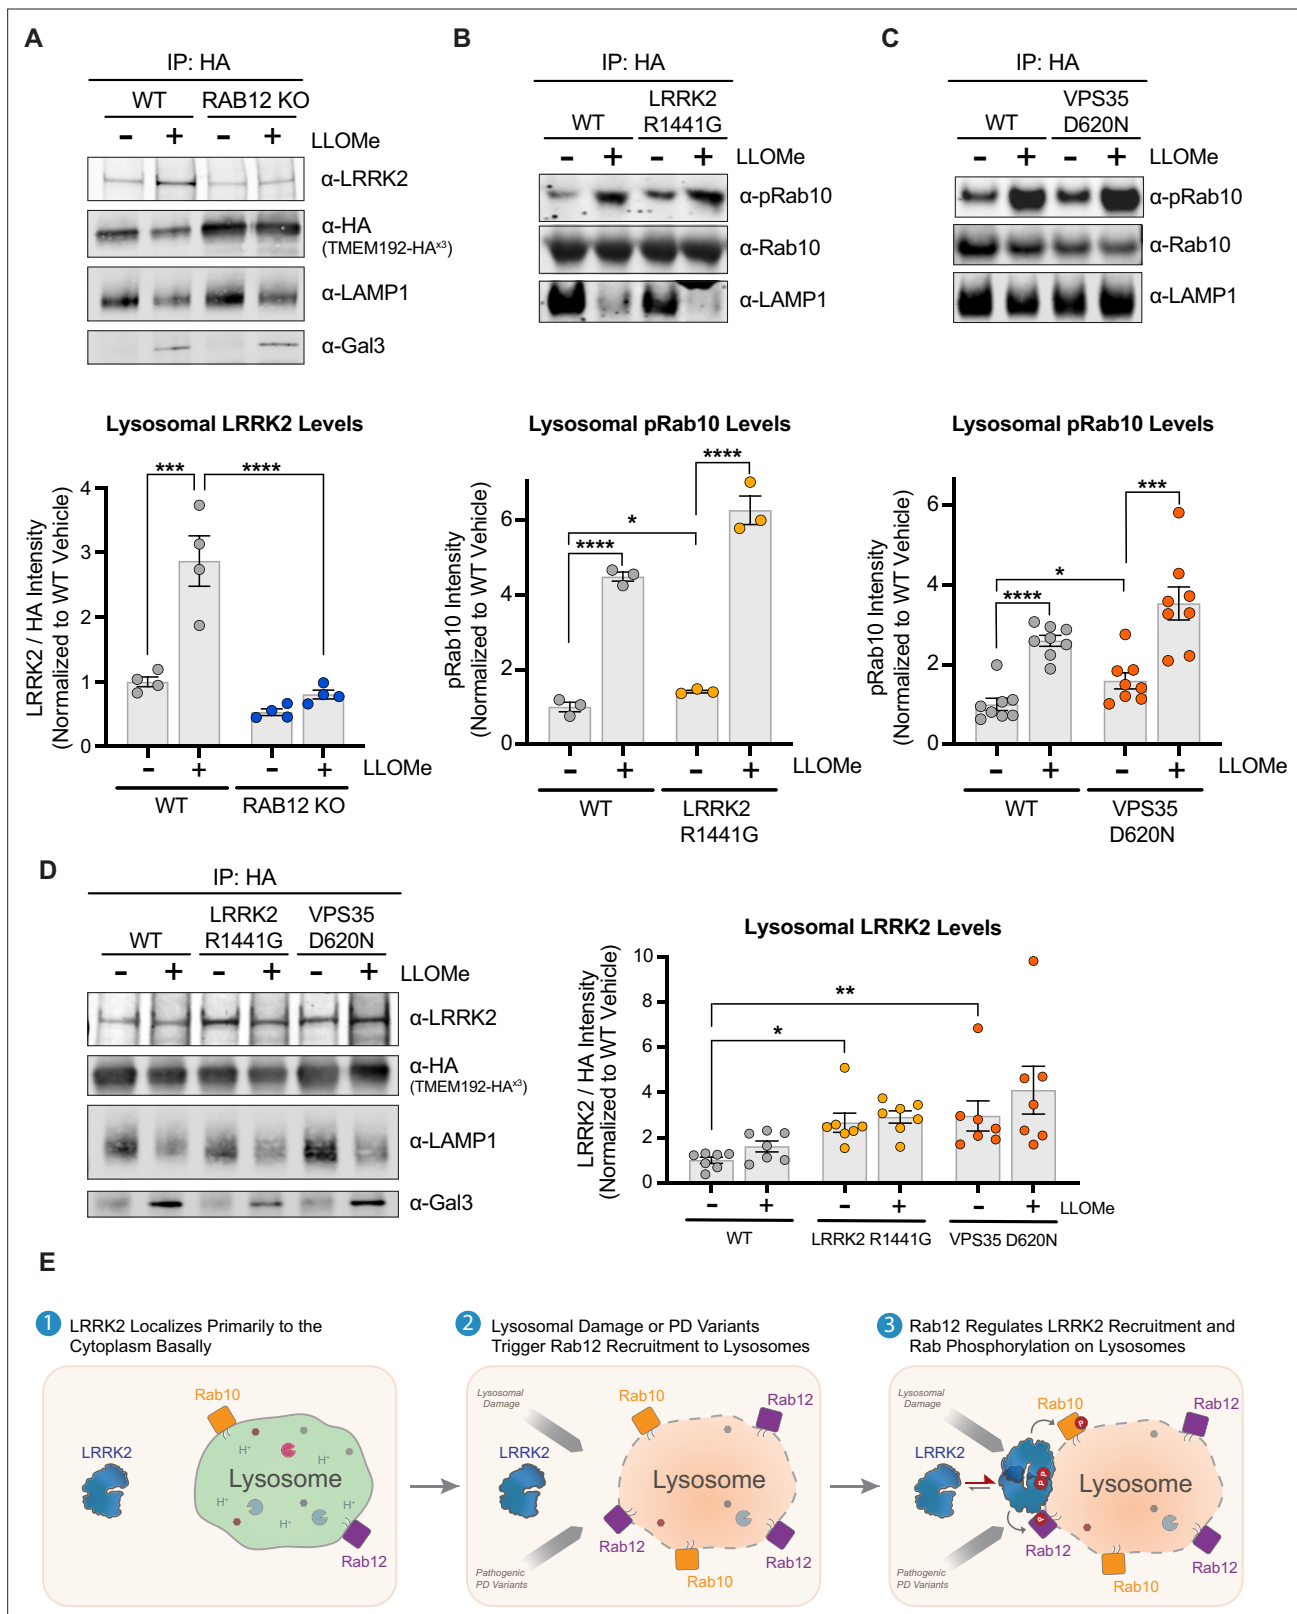 A
IP: HA
WT RAB12 KO
- + - + LLOMe
α-LRRK2
α-HA
(TMEM192-HAx3)
α-LAMP1
α-Gal3
Lysosomal LRRK2 Levels
LRRK2 / HA Intensity
(Normalized to WT Vehicle)
*** ****
4
3
2
1
0
- + - + LLOMe
WT RAB12 KO
B
IP: HA
WT LRRK2
R1441G
- + - + LLOMe
α-pRab10
α-Rab10
α-LAMP1
Lysosomal pRab10 Levels
pRab10 Intensity
(Normalized to WT Vehicle)
****
*
****
6
4
2
0
- + - + LLOMe
WT LRRK2
R1441G
C
IP: HA
WT VPS35
D620N
- + - + LLOMe
α-pRab10
α-Rab10
α-LAMP1
Lysosomal pRab10 Levels
pRab10 Intensity
(Normalized to WT Vehicle)
***
*
****
6
4
2
0
- + - + LLOMe
WT VPS35
D620N
D
IP: HA
WT LRRK2
R1441G VPS35
D620N
- + - + - + LLOMe
α-LRRK2
α-HA
(TMEM192-HAx3)
α-LAMP1
α-Gal3
Lysosomal LRRK2 Levels
LRRK2 / HA Intensity
(Normalized to WT Vehicle)
**
*
10
8
6
4
2
0
- + - + - + LLOMe
WT LRRK2 R1441G VPS35 D620N
E
1 LRRK2 Localizes Primarily to the
Cytoplasm Basally
Rab10
LRRK2
H+
H+
Lysosome
H+
H+
H+
Rab12
2 Lysosomal Damage or PD Variants
Trigger Rab12 Recruitment to Lysosomes
Lysosomal
Damage
Rab10
Rab12
LRRK2
Lysosome
Rab12
Rab12
Rab10
Pathogenic
PD Variants
3 Rab12 Regulates LRRK2 Recruitment and
Rab Phosphorylation on Lysosomes
Lysosomal
Damage
Rab10
P
Rab12
LRRK2
P
P
Lysosome
P
Rab12
Rab12
Rab10
Pathogenic
PD Variants